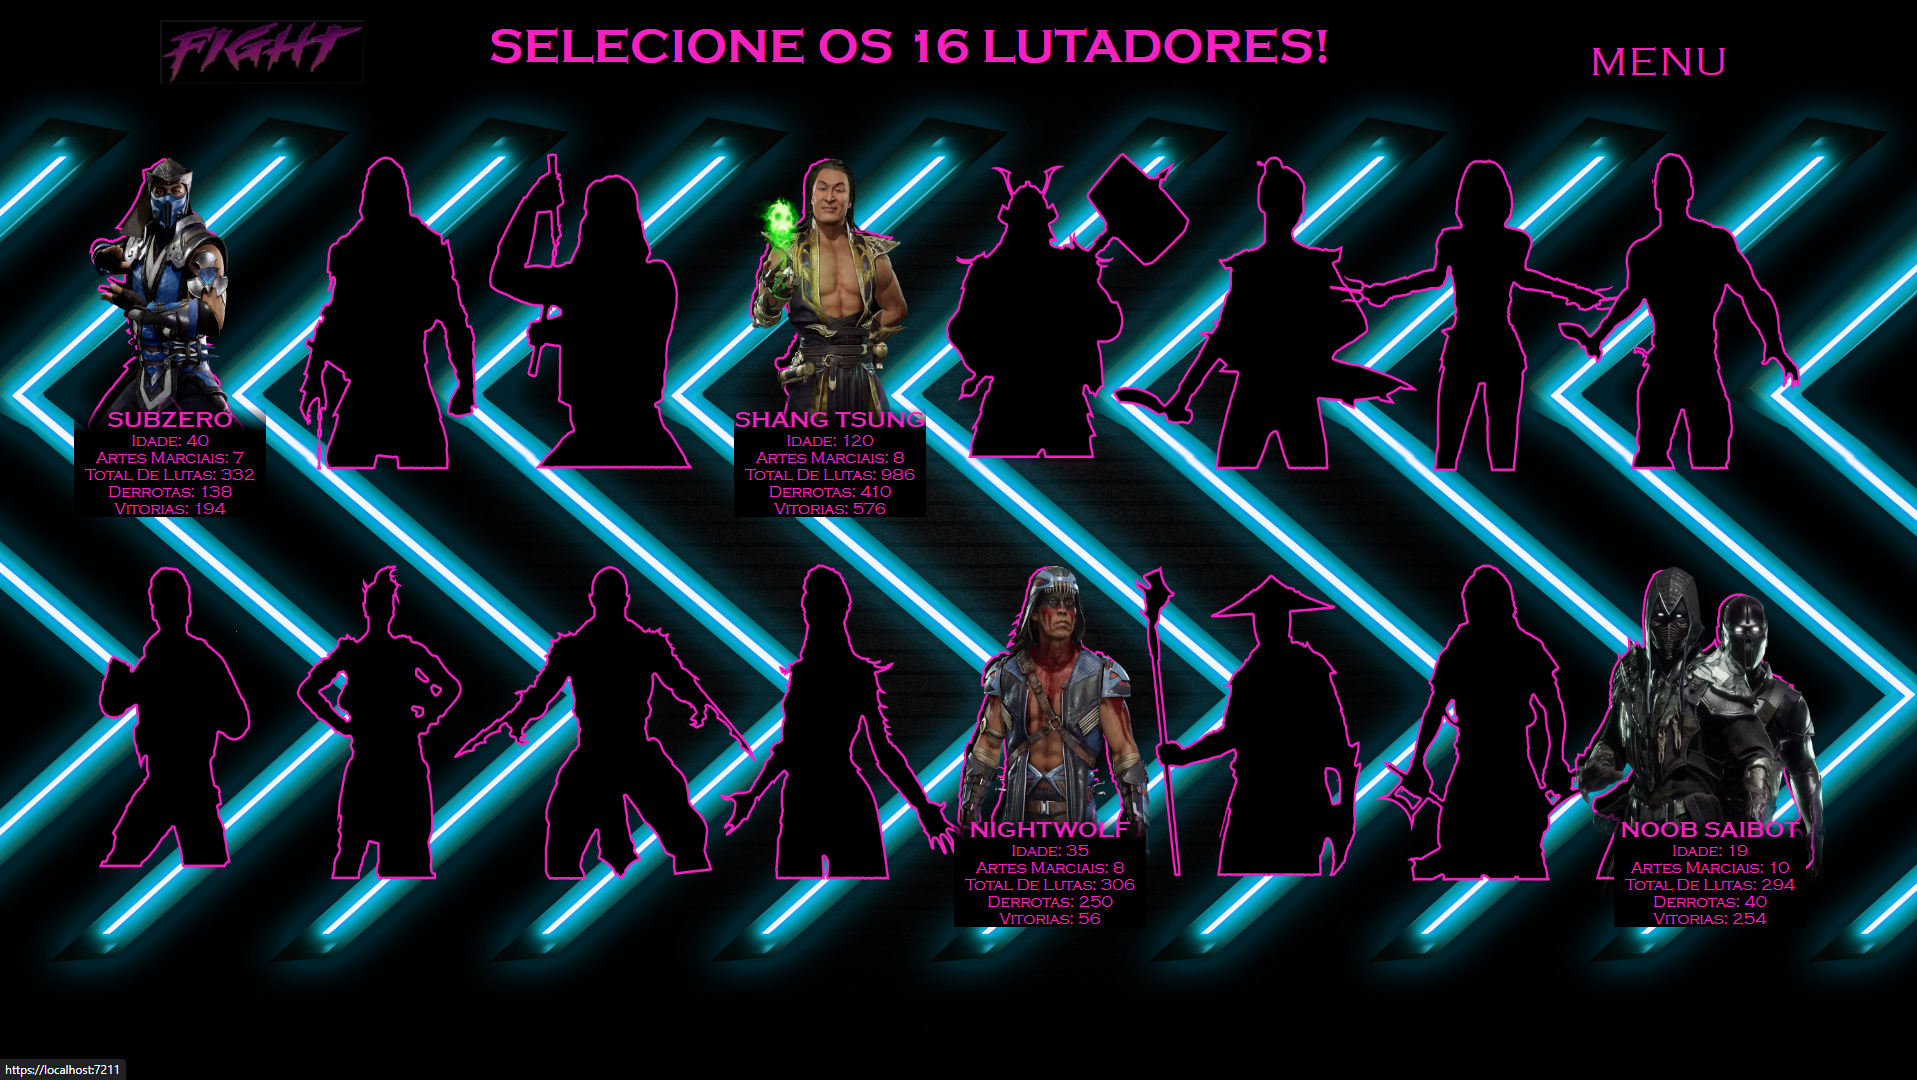 FIGHT
SELECIONE OS 16 LUTADORES!
MENU
SUBZERO
Idade: 40
Artes Marciais: 7
Total De Lutas: 332
Derrotas: 138
Vitorias: 194
SHANG TSUNG
Idade: 120
Artes Marciais: 8
Total De Lutas: 986
Derrotas: 410
Vitorias: 576
NIGHTWOLF
Idade: 35
Artes Marciais: 8
Total De Lutas: 306
Derrotas: 250
Vitorias: 56
NOOB SAIBOT
Idade: 19
Artes Marciais: 10
Total De Lutas: 294
Derrotas: 40
Vitorias: 254
https://localhost:7211